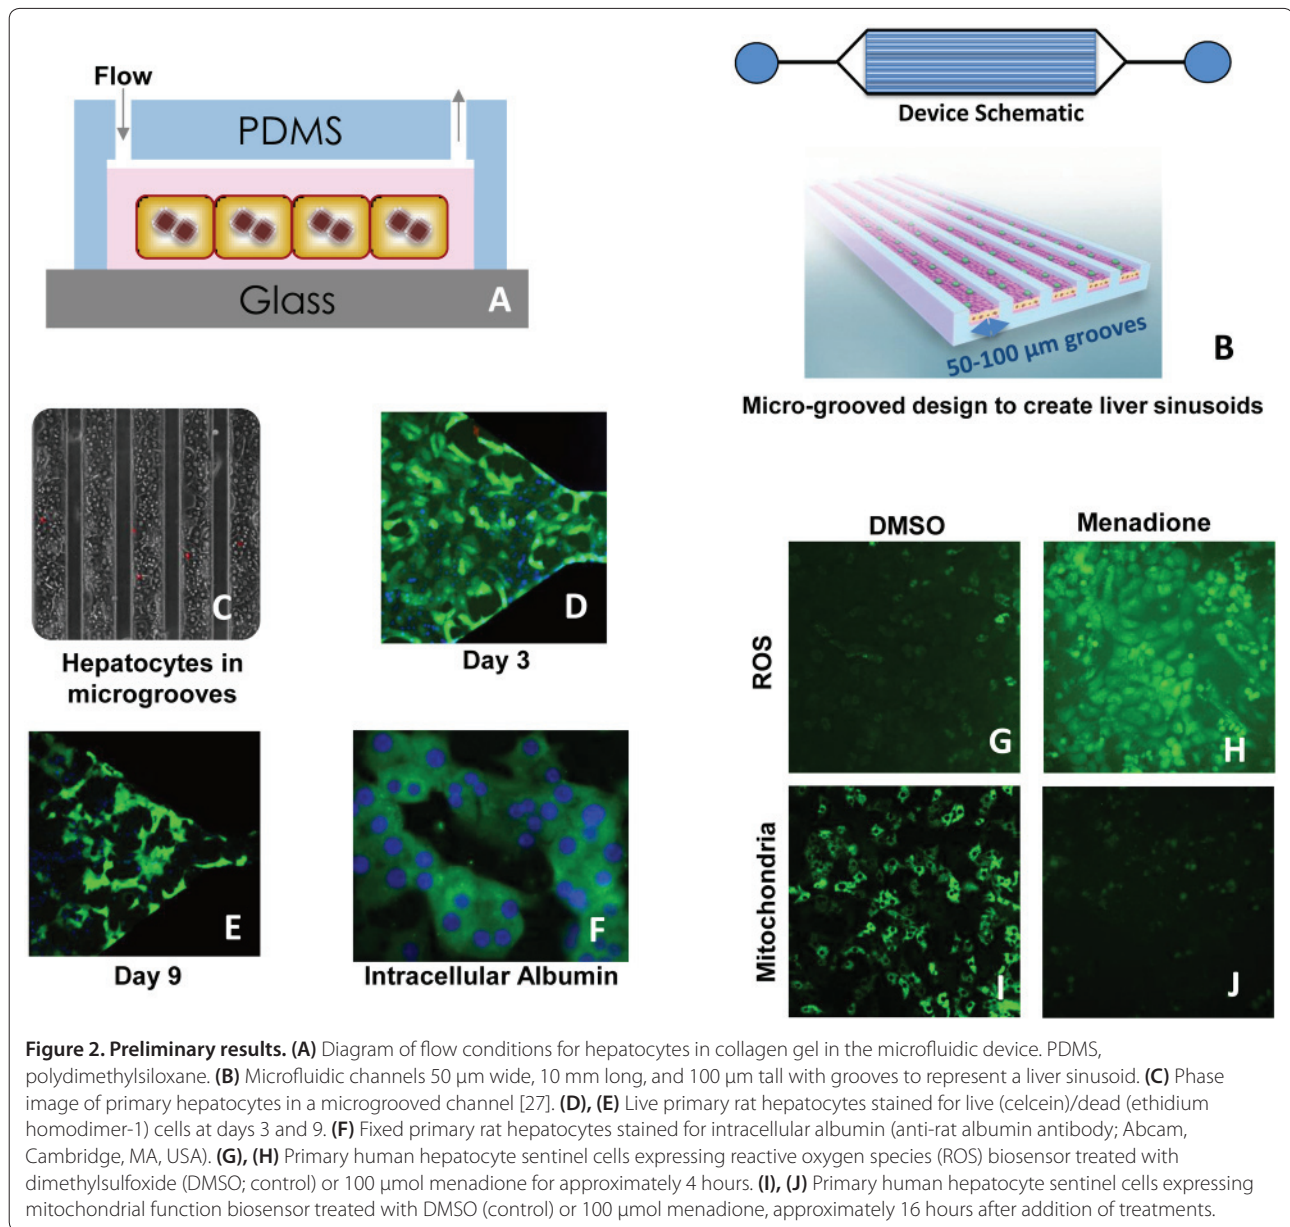 Flow
PDMS
Glass
A
Device Schematic
50-100 µm grooves
B
Micro-grooved design to create liver sinusoids
C
Hepatocytes in
microgrooves
D
Day 3
E
Day 9
F
Intracellular Albumin
DMSO
Menadione
ROS
G
H
Mitochondria
I
J
Figure 2. Preliminary results. (A) Diagram of flow conditions for hepatocytes in collagen gel in the microfluidic device. PDMS,
polydimethylsiloxane. (B) Microfluidic channels 50 µm wide, 10 mm long, and 100 µm tall with grooves to represent a liver sinusoid. (C) Phase
image of primary hepatocytes in a microgrooved channel [27]. (D), (E) Live primary rat hepatocytes stained for live (celcein)/dead (ethidium
homodimer-1) cells at days 3 and 9. (F) Fixed primary rat hepatocytes stained for intracellular albumin (anti-rat albumin antibody; Abcam,
Cambridge, MA, USA). (G), (H) Primary human hepatocyte sentinel cells expressing reactive oxygen species (ROS) biosensor treated with
dimethylsulfoxide (DMSO; control) or 100 µmol menadione for approximately 4 hours. (I), (J) Primary human hepatocyte sentinel cells expressing
mitochondrial function biosensor treated with DMSO (control) or 100 µmol menadione, approximately 16 hours after addition of treatments.